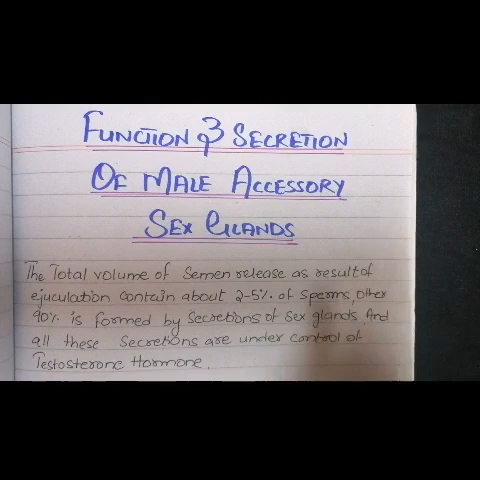 FUNCTION & SECRETION
OF MALE ACCESSORY
SEX GLANDS
The Total volume of Semen release as result of
ejuculation contain about 2-5% of sperms, other
90% is formed by secretions of sex glands. And
all these secretions are under control of
Testosterone Hormone.